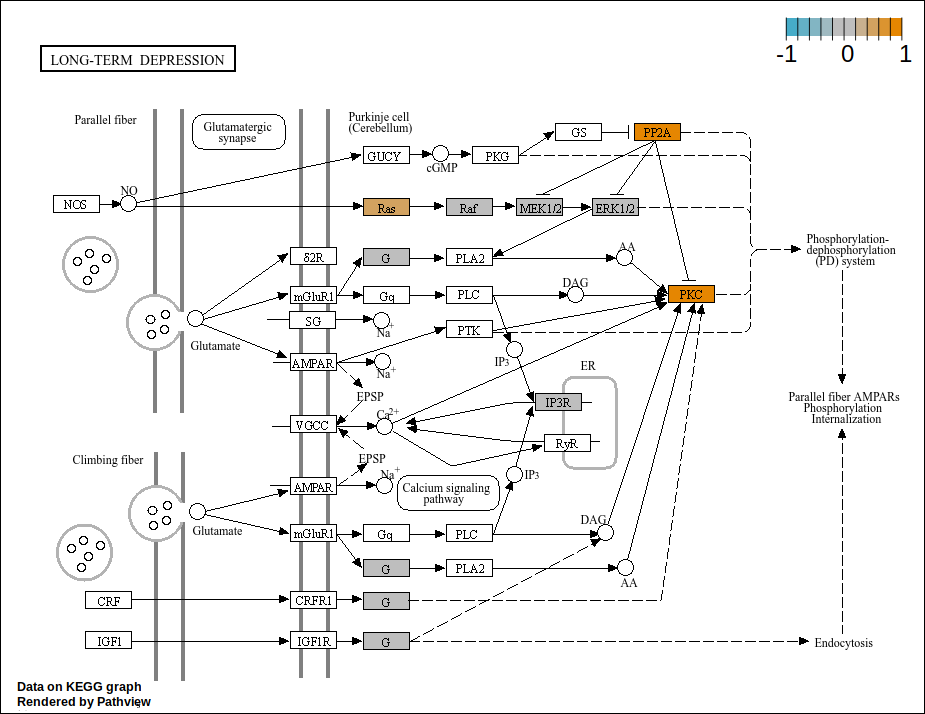 -1 0 1
LONG-TERM DEPRESSION
Parallel fiber
Glutamatergic
synapse
Purkinje cell
(Cerebellum)
GS
PP2A
GUCY
cGMP
PKG
NOS
NO
Ras
Raf
MEK1/2
ERK1/2
δ2R
G
PLA2
AA
Phosphorylation-
dephosphorylation
(PD) system
mGluR1
Gq
PLC
DAG
PKC
SG
Na+
PTK
Glutamate
AMPAR
Na+
IP3
ER
EPSP
IP3R
Parallel fiber AMPARs
Phosphorylation
Internalization
Ca2+
VGCC
RyR
Climbing fiber
EPSP
Na+
IP3
AMPAR
Calcium signaling
pathway
Glutamate
mGluR1
Gq
PLC
DAG
G
PLA2
AA
CRF
CRFR1
G
IGF1
IGF1R
G
Endocytosis
Data on KEGG graph
Rendered by Pathview